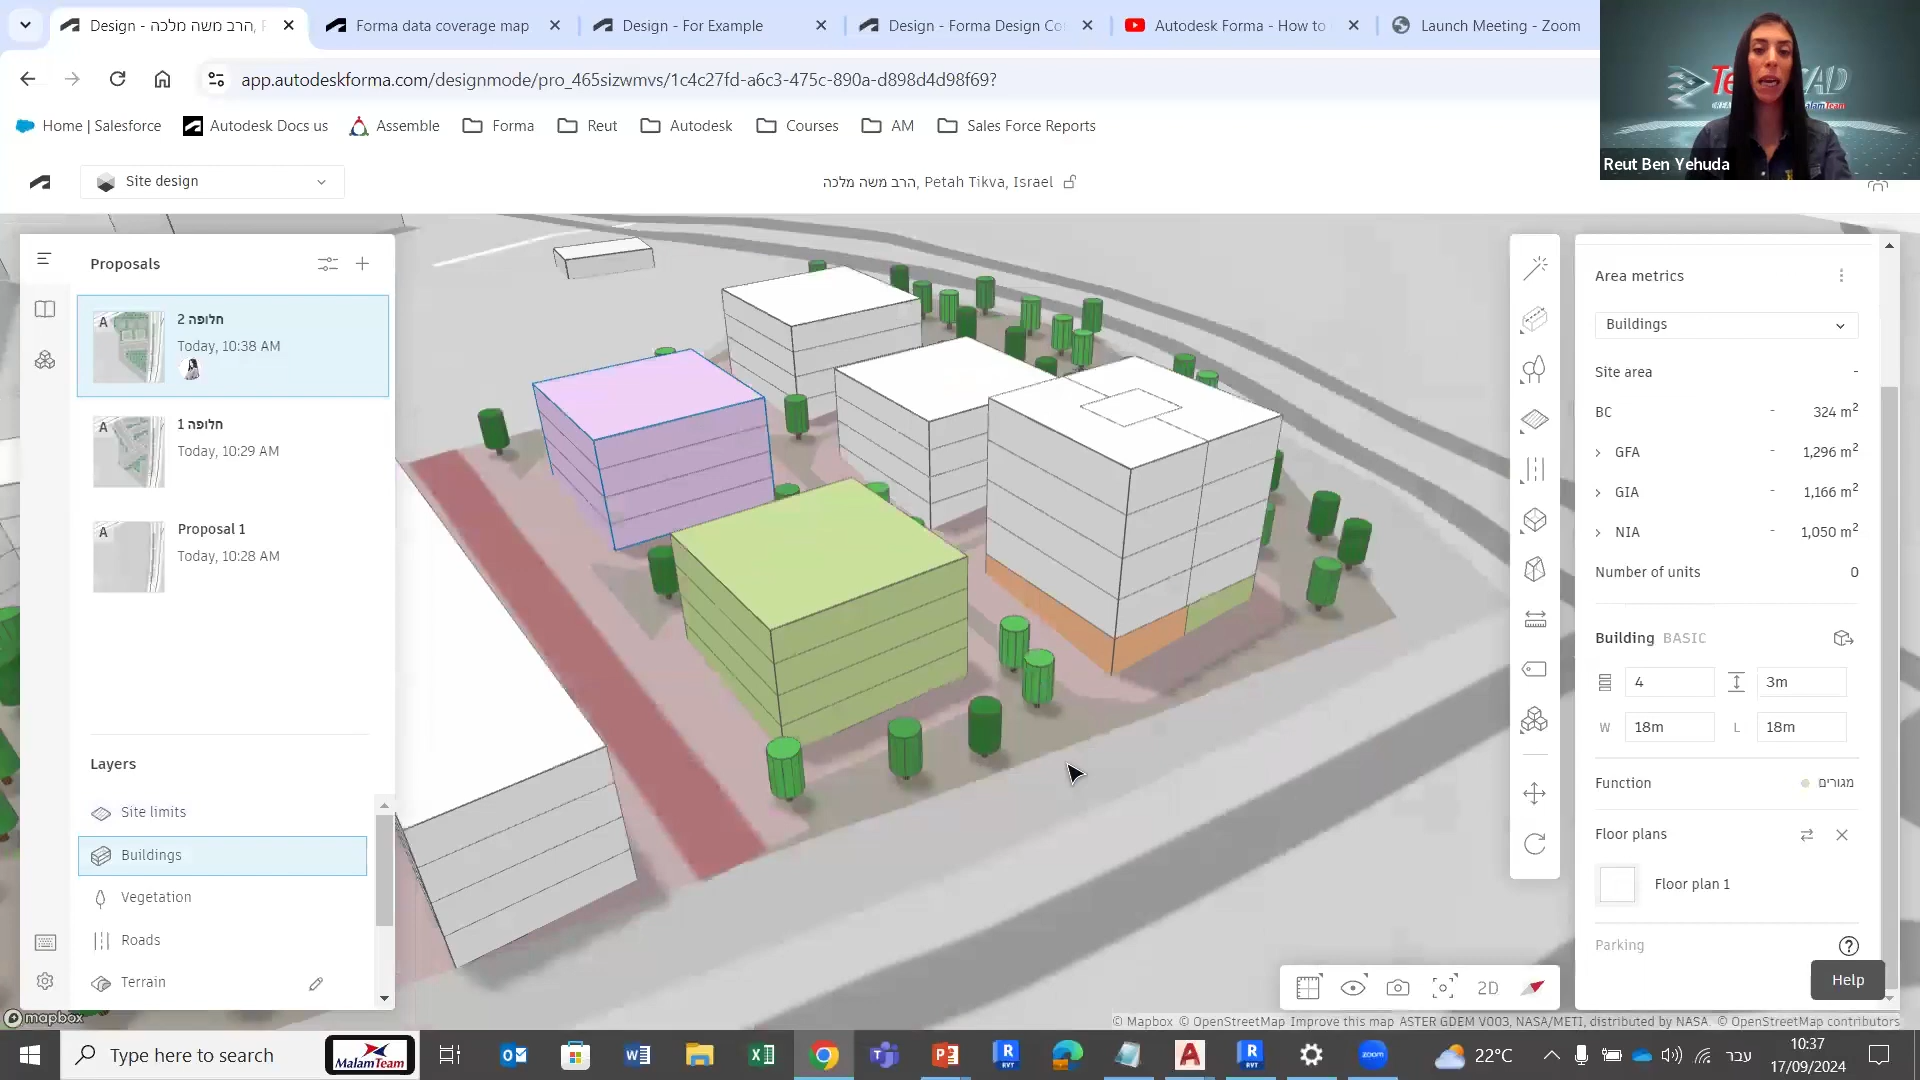 Design - הרב משה מלכה, F
Forma data coverage map
Design - For Example
Design - Forma Design Co
Autodesk Forma - How to
Launch Meeting - Zoom
app.autodeskforma.com/designmode/pro_465sizwmvs/1c4c27fd-a6c3-475c-890a-d898d4d98f69?
Home | Salesforce
Autodesk Docs us
Assemble
Forma
Reut
Autodesk
Courses
AM
Sales Force Reports
Reut Ben Yehuda
Site design
הרב משה מלכה, Petah Tikva, Israel
Proposals
A
חלופה 2
Today, 10:38 AM
A
חלופה 1
Today, 10:29 AM
A
Proposal 1
Today, 10:28 AM
Layers
Site limits
Buildings
Vegetation
Roads
Terrain
mapbox
Area metrics
Buildings
Site area -
BC - 324 m²
GFA - 1,296 m²
GIA - 1,166 m²
NIA - 1,050 m²
Number of units 0
Building BASIC
4 3m
W 18m L 18m
Function מגורים
Floor plans
Floor plan 1
Parking
Help
2D
© Mapbox © OpenStreetMap Improve this map ASTER GDEM V003, NASA/METI, distributed by NASA. © OpenStreetMap contributors
Type here to search
MalamTeam
zoom
22°C
עבר
10:37
17/09/2024